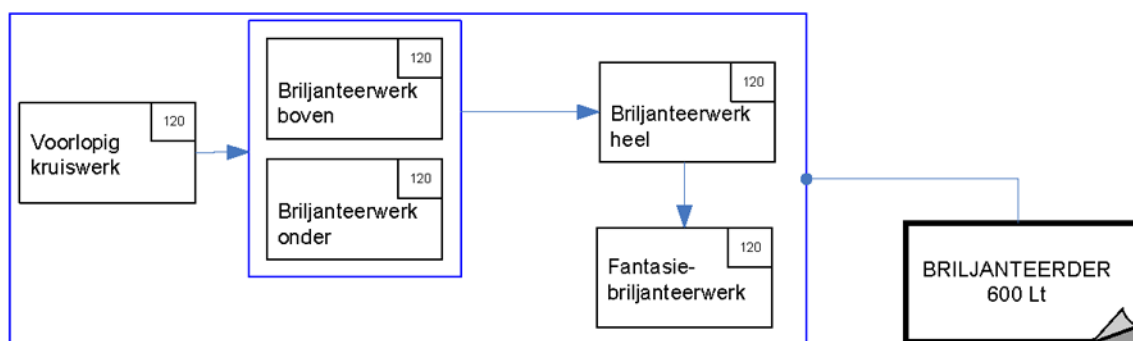 120
Voorlopig
kruiswerk
120
Briljanteerwerk
boven
120
Briljanteerwerk
onder
120
Briljanteerwerk
heel
120
Fantasie-
briljanteerwerk
BRILJANTEERDER
600 Lt